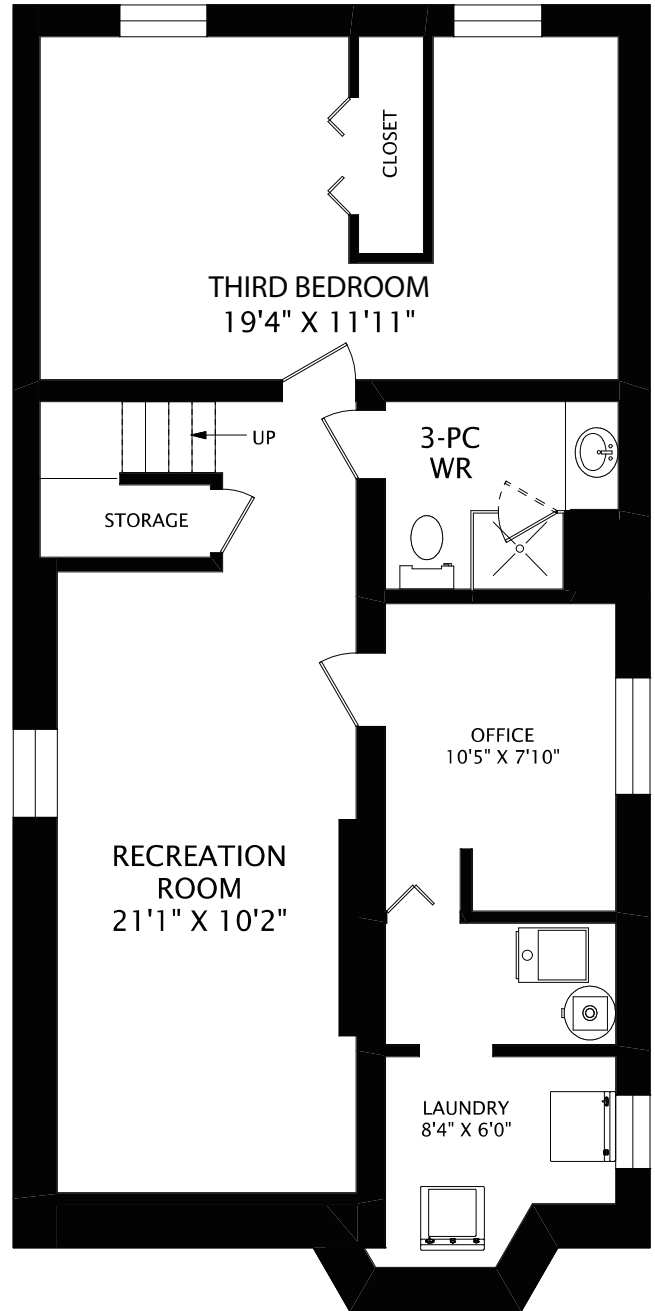 CLOSET
THIRD BEDROOM
19'4" X 11'11"
UP
3-PC
WR
STORAGE
OFFICE
10'5" X 7'10"
RECREATION
ROOM
21'1" X 10'2"
LAUNDRY
8'4" X 6'0"